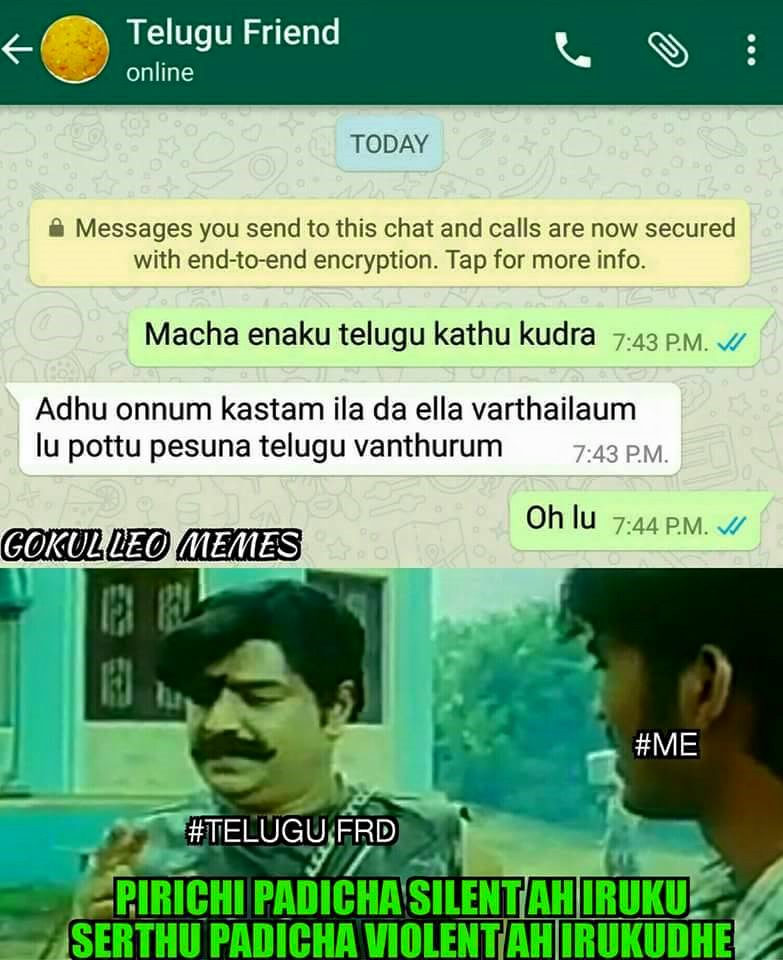 Telugu Friend
online
TODAY
Messages you send to this chat and calls are now secured
with end-to-end encryption. Tap for more info.
Macha enaku telugu kathu kudra 7:43 P.M.
Adhu onnum kastam ila da ella varthailaum
lu pottu pesuna telugu vanthurum 7:43 P.M.
Oh lu 7:44 P.M.
GOKUL LEO MEMES
#ME
#TELUGU FRD
PIRICHI PADICHA SILENT AH IRUKU
SERTHU PADICHA VIOLENT AH IRUKUDHE